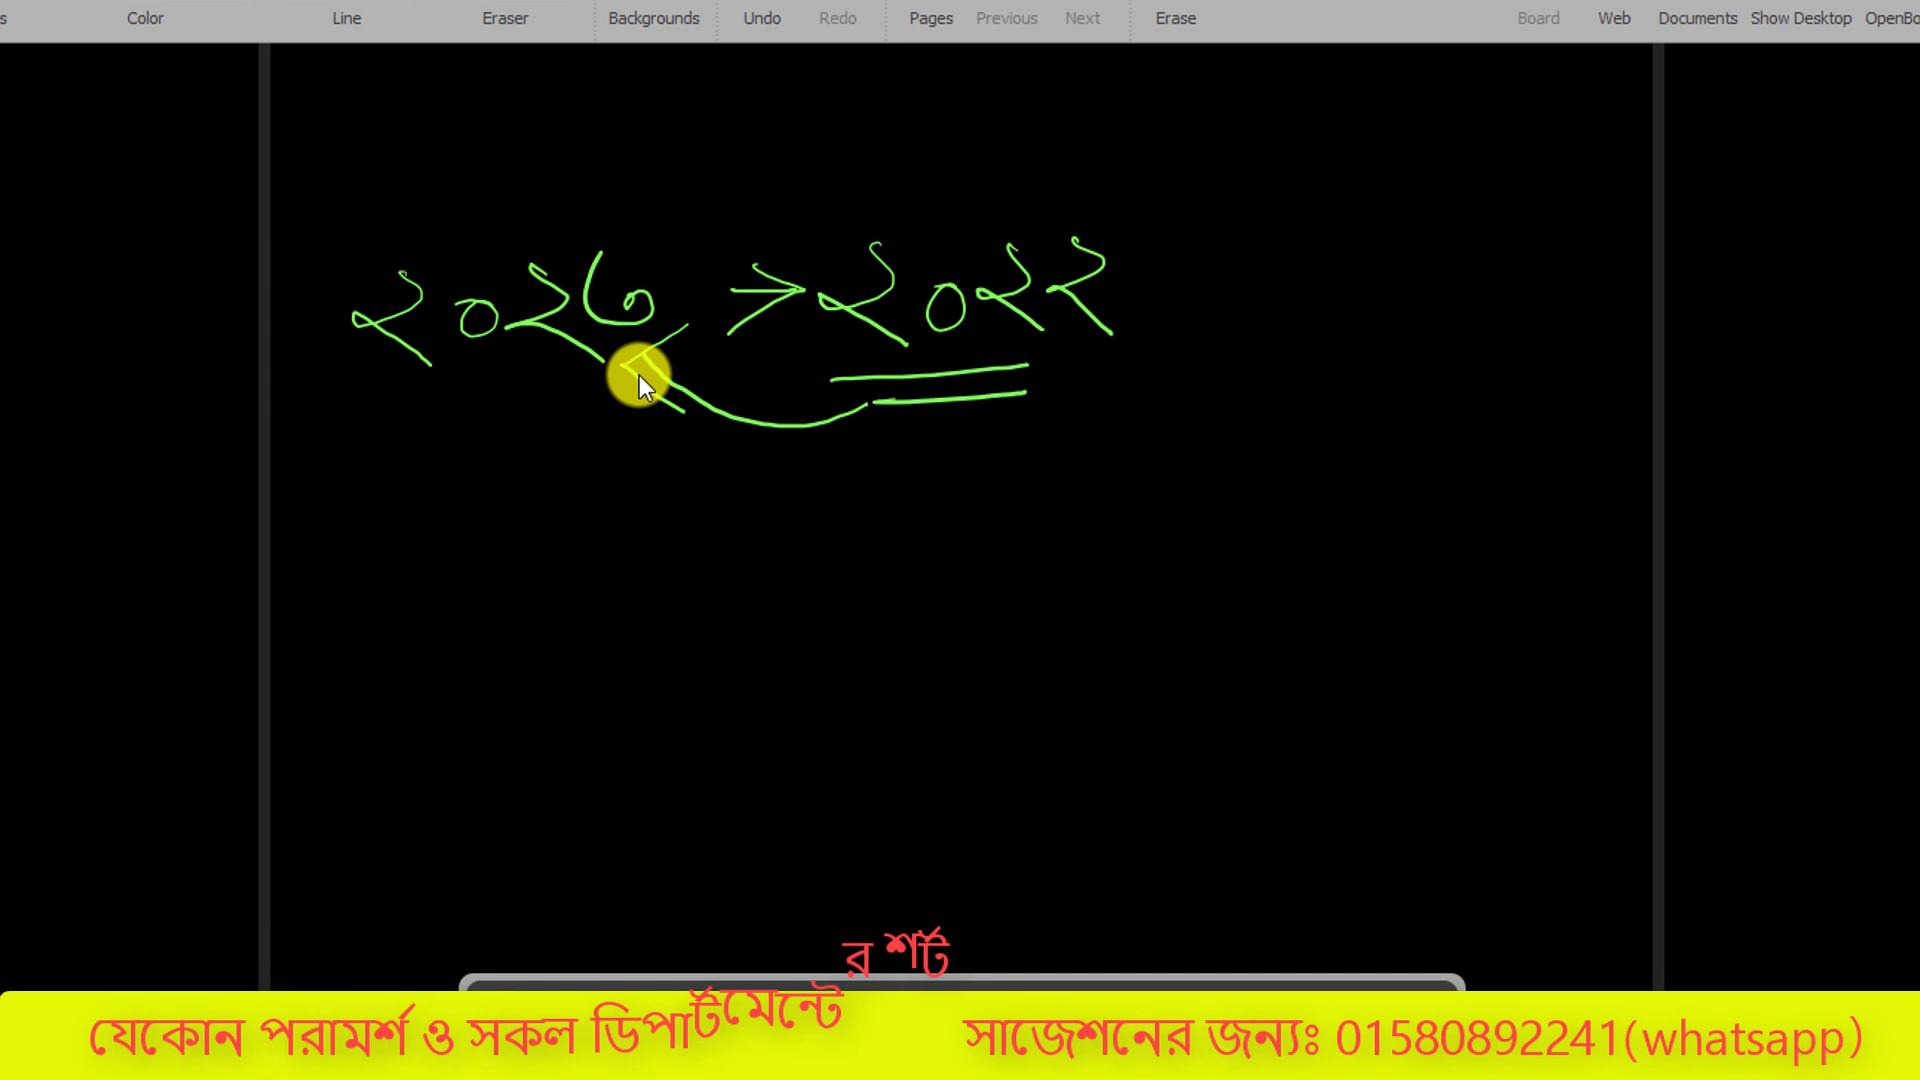 s Color Line Eraser Backgrounds Undo Redo Pages Previous Next Erase Board Web Documents Show Desktop OpenBo
২০২৩ → ২০২২
যেকোন পরামর্শ ও সকল ডিপার্টমেন্টের শর্ট সাজেশনের জন্যঃ 01580892241(whatsapp)